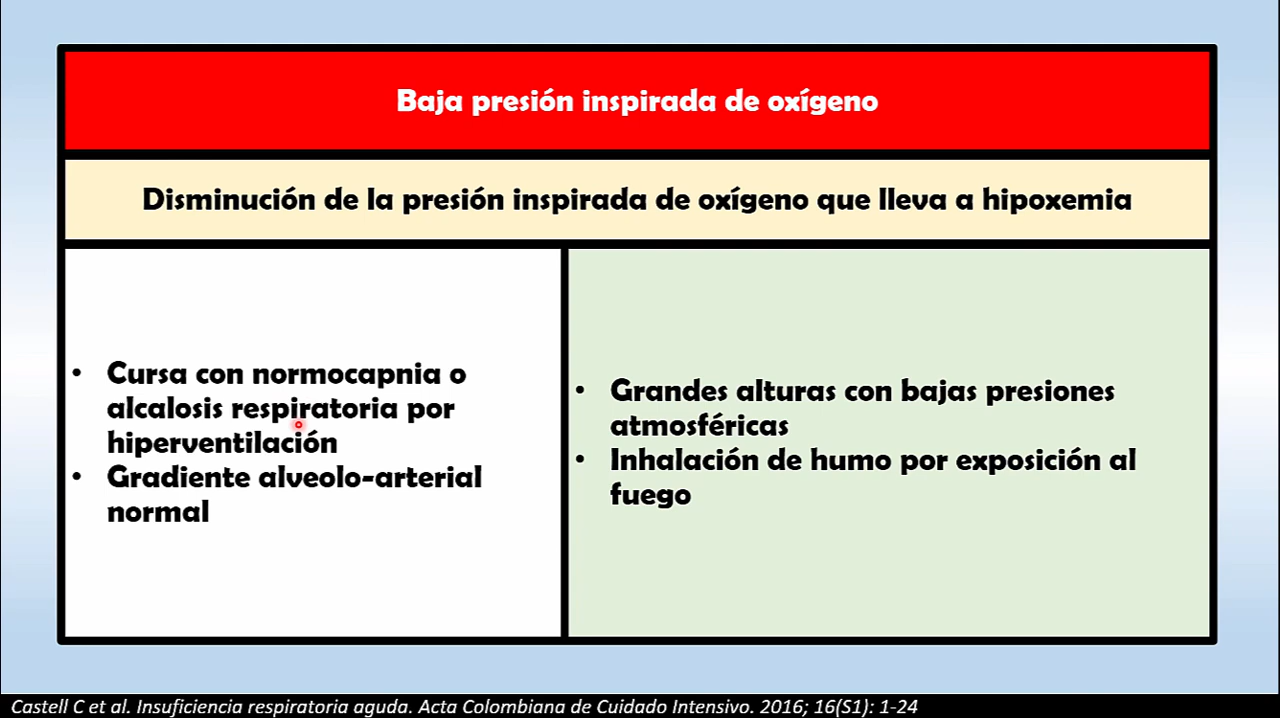 Baja presión inspirada de oxígeno
Disminución de la presión inspirada de oxígeno que lleva a hipoxemia
• Cursa con normocapnia o
alcalosis respiratoria por
hiperventilación
• Gradiente alveolo-arterial
normal
• Grandes alturas con bajas presiones
atmosféricas
• Inhalación de humo por exposición al
fuego
Castell C et al. Insuficiencia respiratoria aguda. Acta Colombiana de Cuidado Intensivo. 2016; 16(S1): 1-24